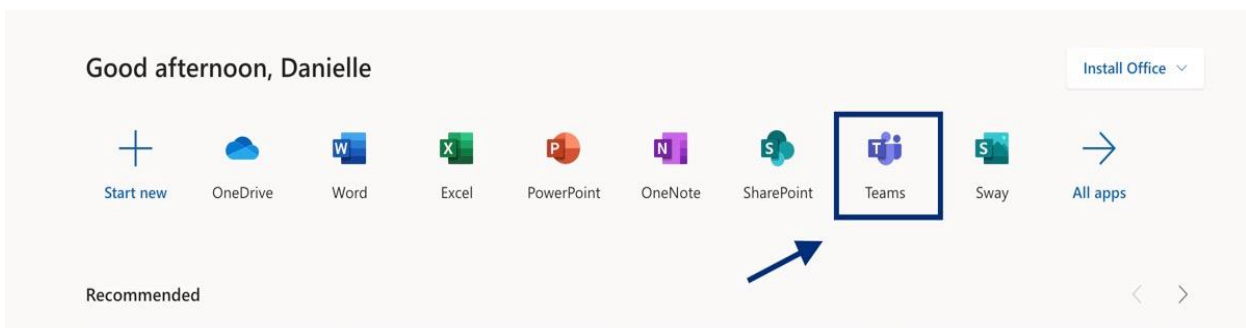 Good afternoon, Danielle
Install Office
W
X
P
N
S
T
S
Start new
OneDrive
Word
Excel
PowerPoint
OneNote
SharePoint
Teams
Sway
All apps
Recommended